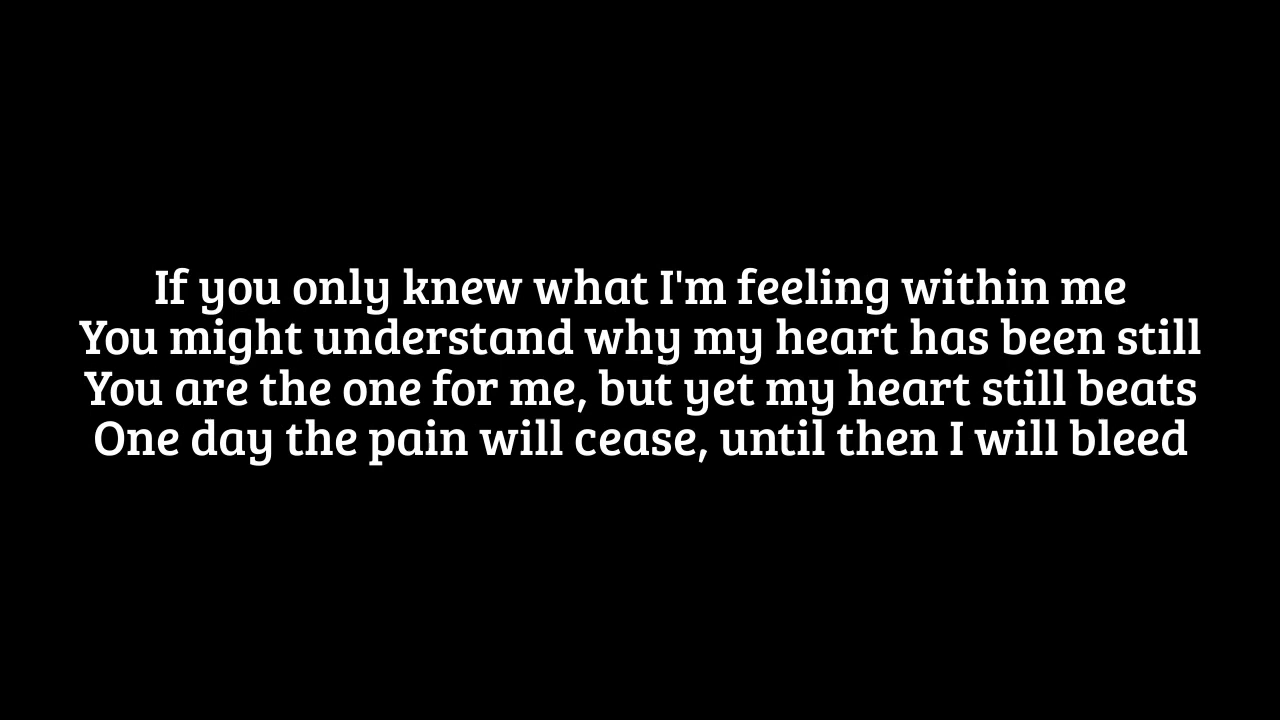 If you only knew what I'm feeling within me
You might understand why my heart has been still
You are the one for me, but yet my heart still beats
One day the pain will cease, until then I will bleed